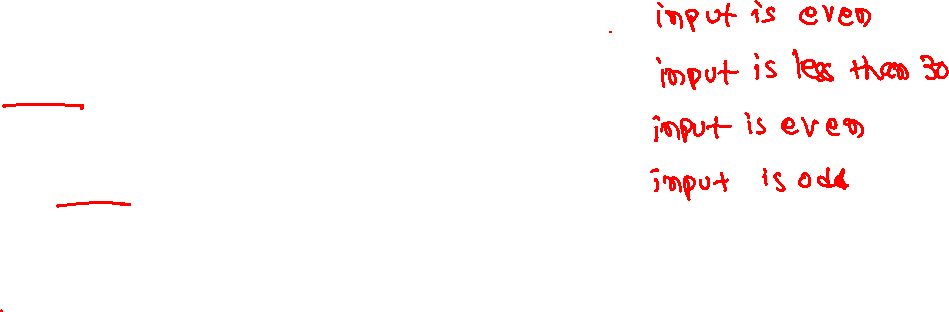 input is even
input is less than 30
input is even
input is odd